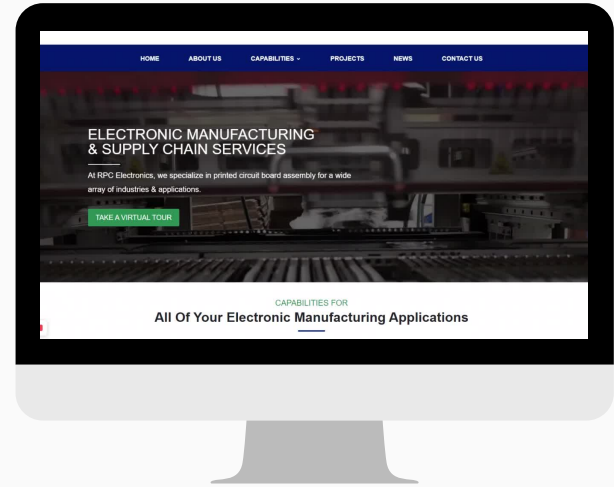 HOME ABOUT US CAPABILITIES PROJECTS NEWS CONTACT US
ELECTRONIC MANUFACTURING
& SUPPLY CHAIN SERVICES
At RPC Electronics, we specialize in printed circuit board assembly for a wide
array of industries & applications.
TAKE A VIRTUAL TOUR
CAPABILITIES FOR
All Of Your Electronic Manufacturing Applications